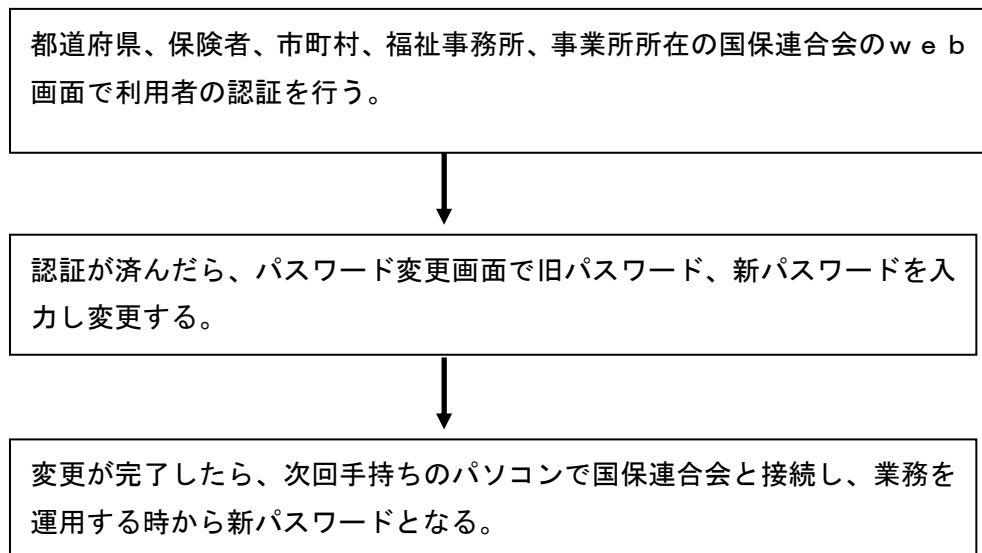 都道府県、保険者、市町村、福祉事務所、事業所所在の国保連合会のｗｅｂ
画面で利用者の認証を行う。
認証が済んだら、パスワード変更画面で旧パスワード、新パスワードを入
力し変更する。
変更が完了したら、次回手持ちのパソコンで国保連合会と接続し、業務を
運用する時から新パスワードとなる。